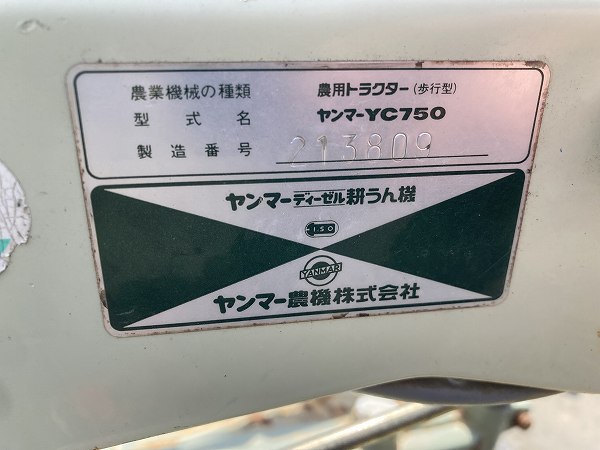 農業機械の種類 農用トラクター(歩行型)
型式名 ヤンマーYC750
製造番号 213809
ヤンマーディーゼル耕うん機
I.S.O
YANMAR
ヤンマー農機株式会社